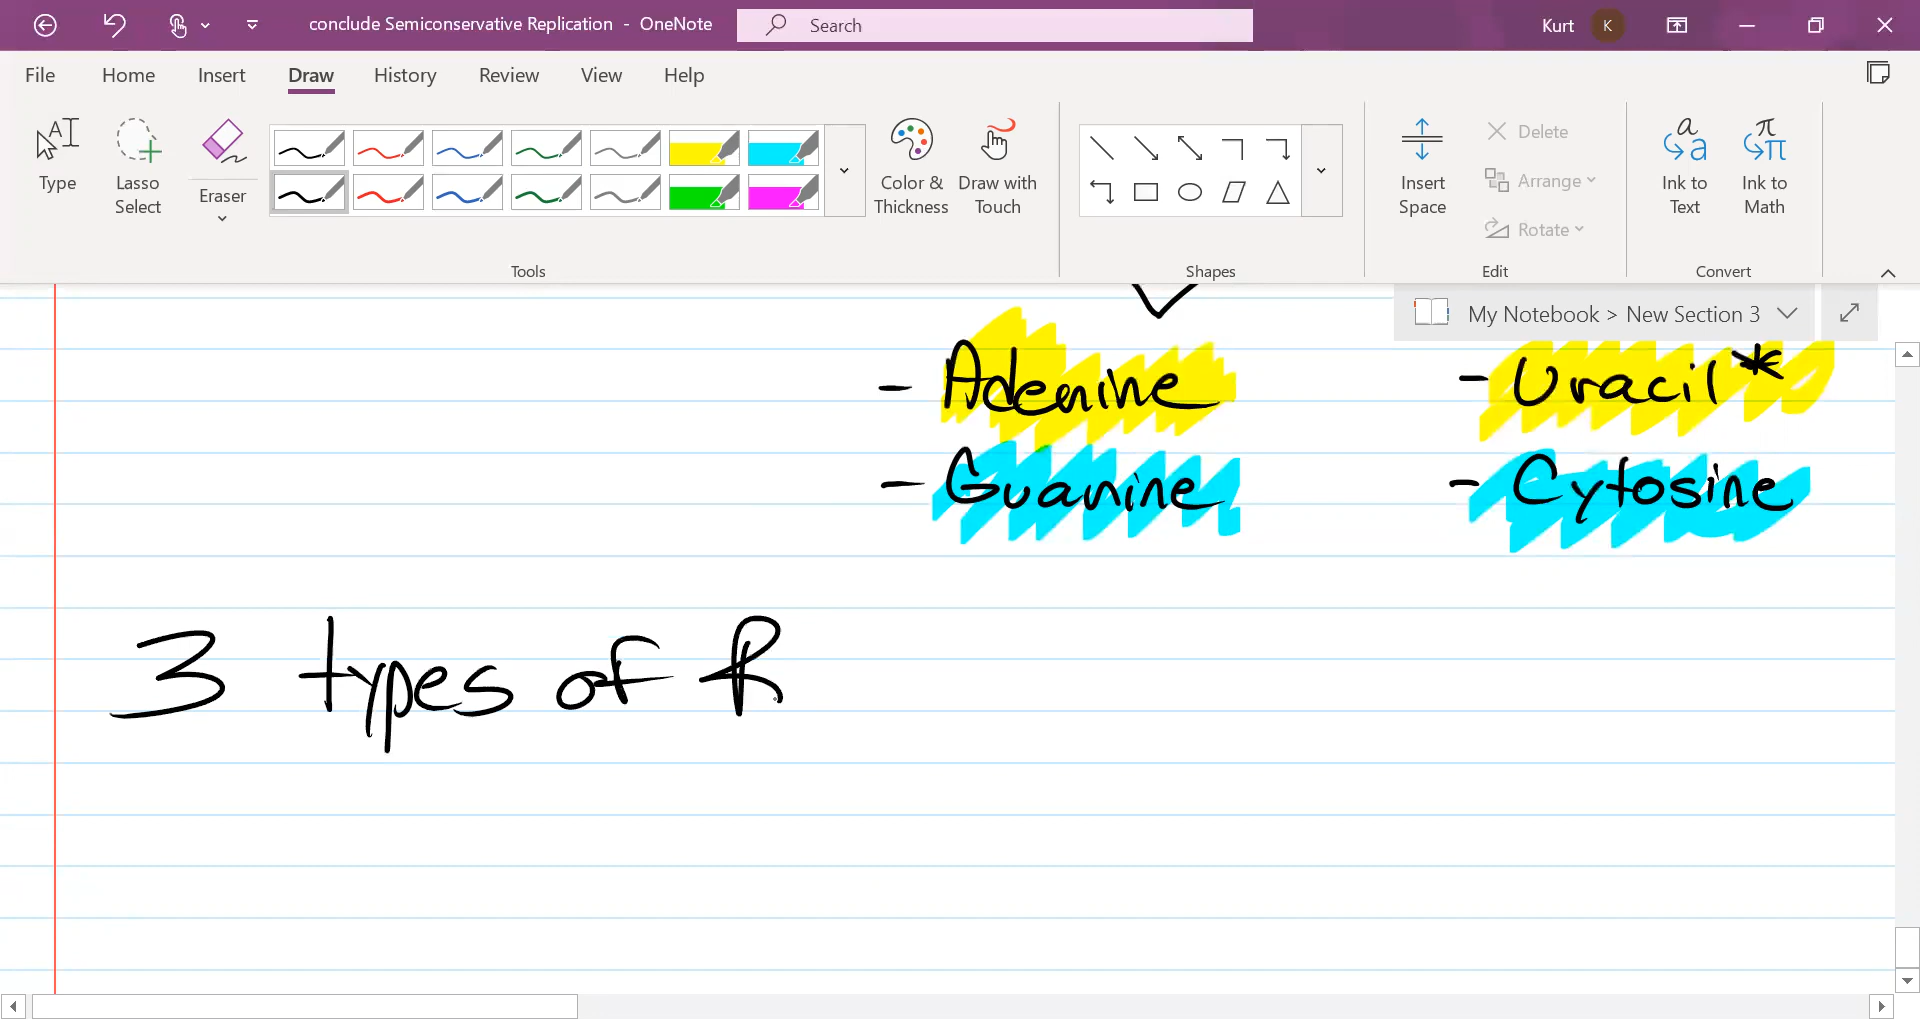 conclude Semiconservative Replication - OneNote
Search
Kurt K
File Home Insert Draw History Review View Help
Type
Lasso Select
Eraser
Color & Thickness
Draw with Touch
Insert Space
Delete
Arrange
Rotate
Ink to Text
Ink to Math
Tools Shapes Edit Convert
My Notebook > New Section 3
- Adenine - Uracil*
- Guanine - Cytosine
3 types of R